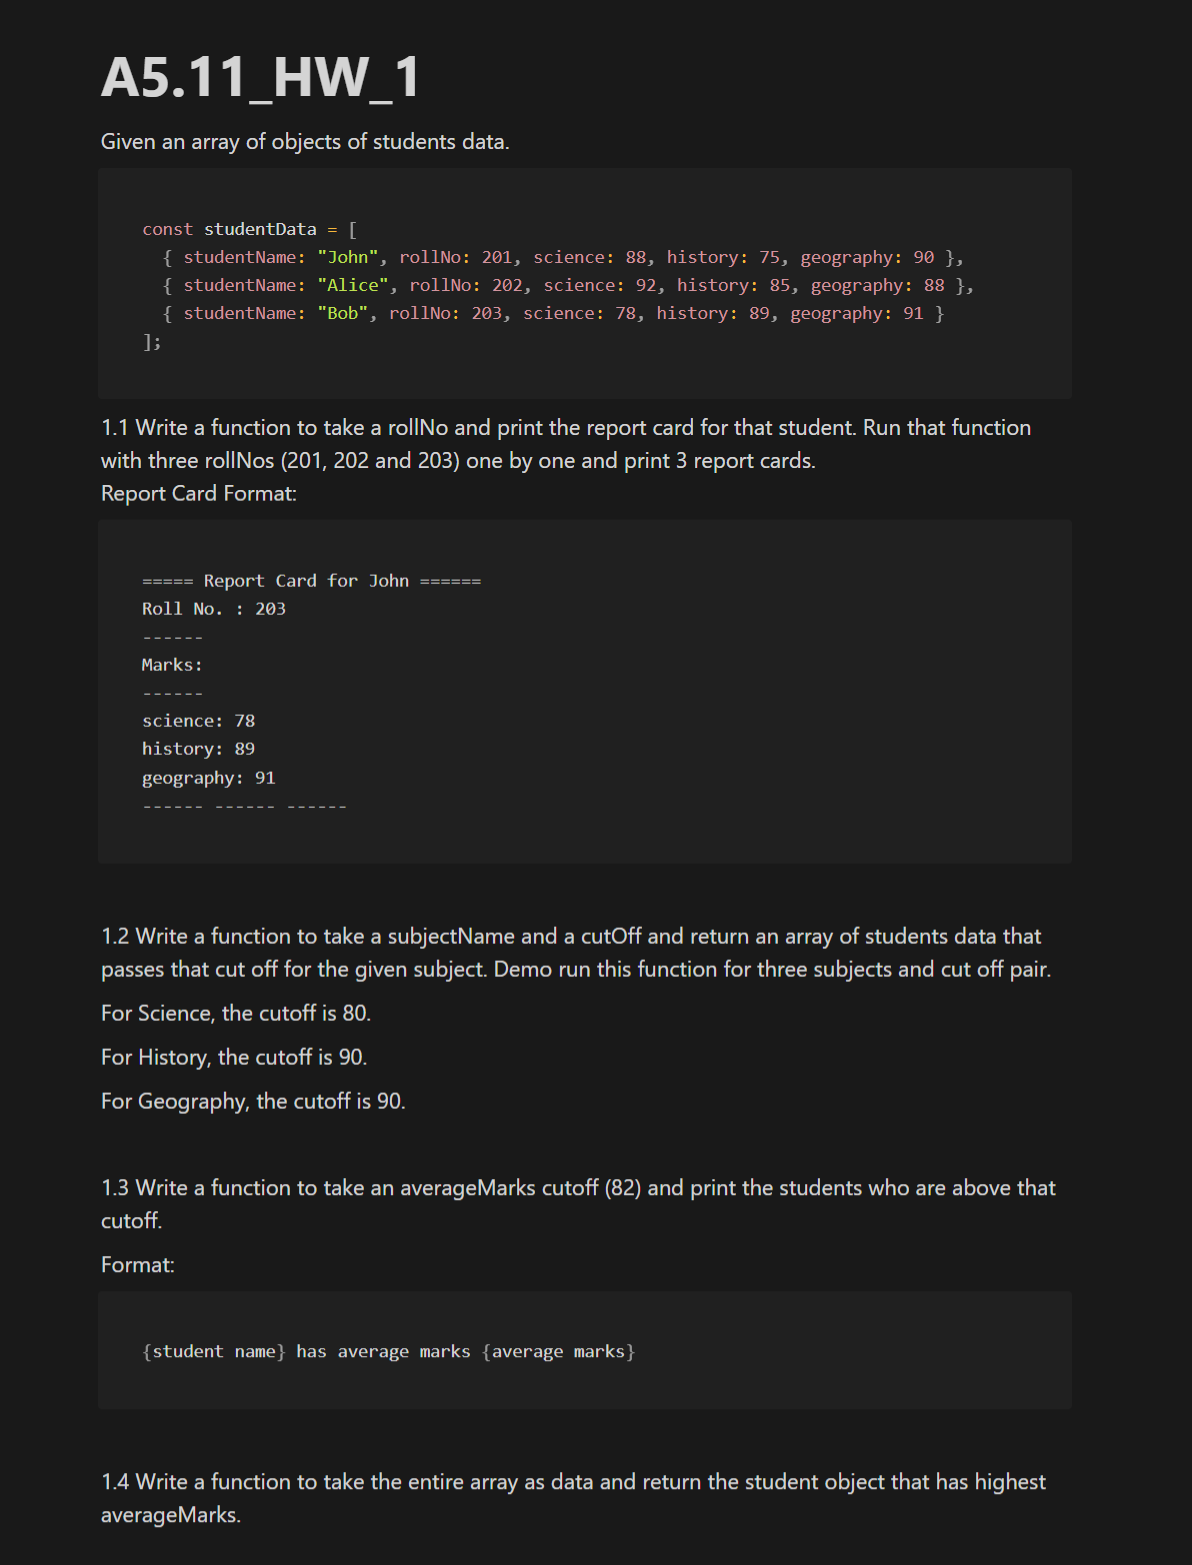 A5.11_HW_1
Given an array of objects of students data.
const studentData = [
{ studentName: "John", rollNo: 201, science: 88, history: 75, geography: 90 },
{ studentName: "Alice", rollNo: 202, science: 92, history: 85, geography: 88 },
{ studentName: "Bob", rollNo: 203, science: 78, history: 89, geography: 91 }
];
1.1 Write a function to take a rollNo and print the report card for that student. Run that function
with three rollNos (201, 202 and 203) one by one and print 3 report cards.
Report Card Format:
===== Report Card for John ======
Roll No. : 203
------
Marks:
------
science: 78
history: 89
geography: 91
------ ------ ------
1.2 Write a function to take a subjectName and a cutOff and return an array of students data that
passes that cut off for the given subject. Demo run this function for three subjects and cut off pair.
For Science, the cutoff is 80.
For History, the cutoff is 90.
For Geography, the cutoff is 90.
1.3 Write a function to take an averageMarks cutoff (82) and print the students who are above that
cutoff.
Format:
{student name} has average marks {average marks}
1.4 Write a function to take the entire array as data and return the student object that has highest
averageMarks.